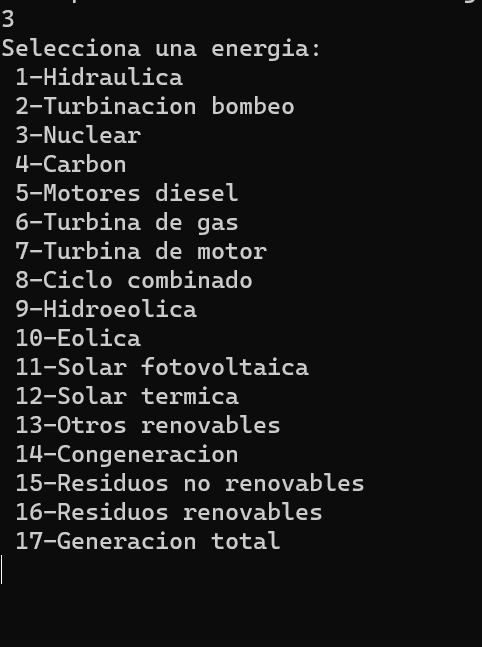 3
Selecciona una energia:
1-Hidraulica
2-Turbinacion bombeo
3-Nuclear
4-Carbon
5-Motores diesel
6-Turbina de gas
7-Turbina de motor
8-Ciclo combinado
9-Hidroeolica
10-Eolica
11-Solar fotovoltaica
12-Solar termica
13-Otros renovables
14-Congeneracion
15-Residuos no renovables
16-Residuos renovables
17-Generacion total